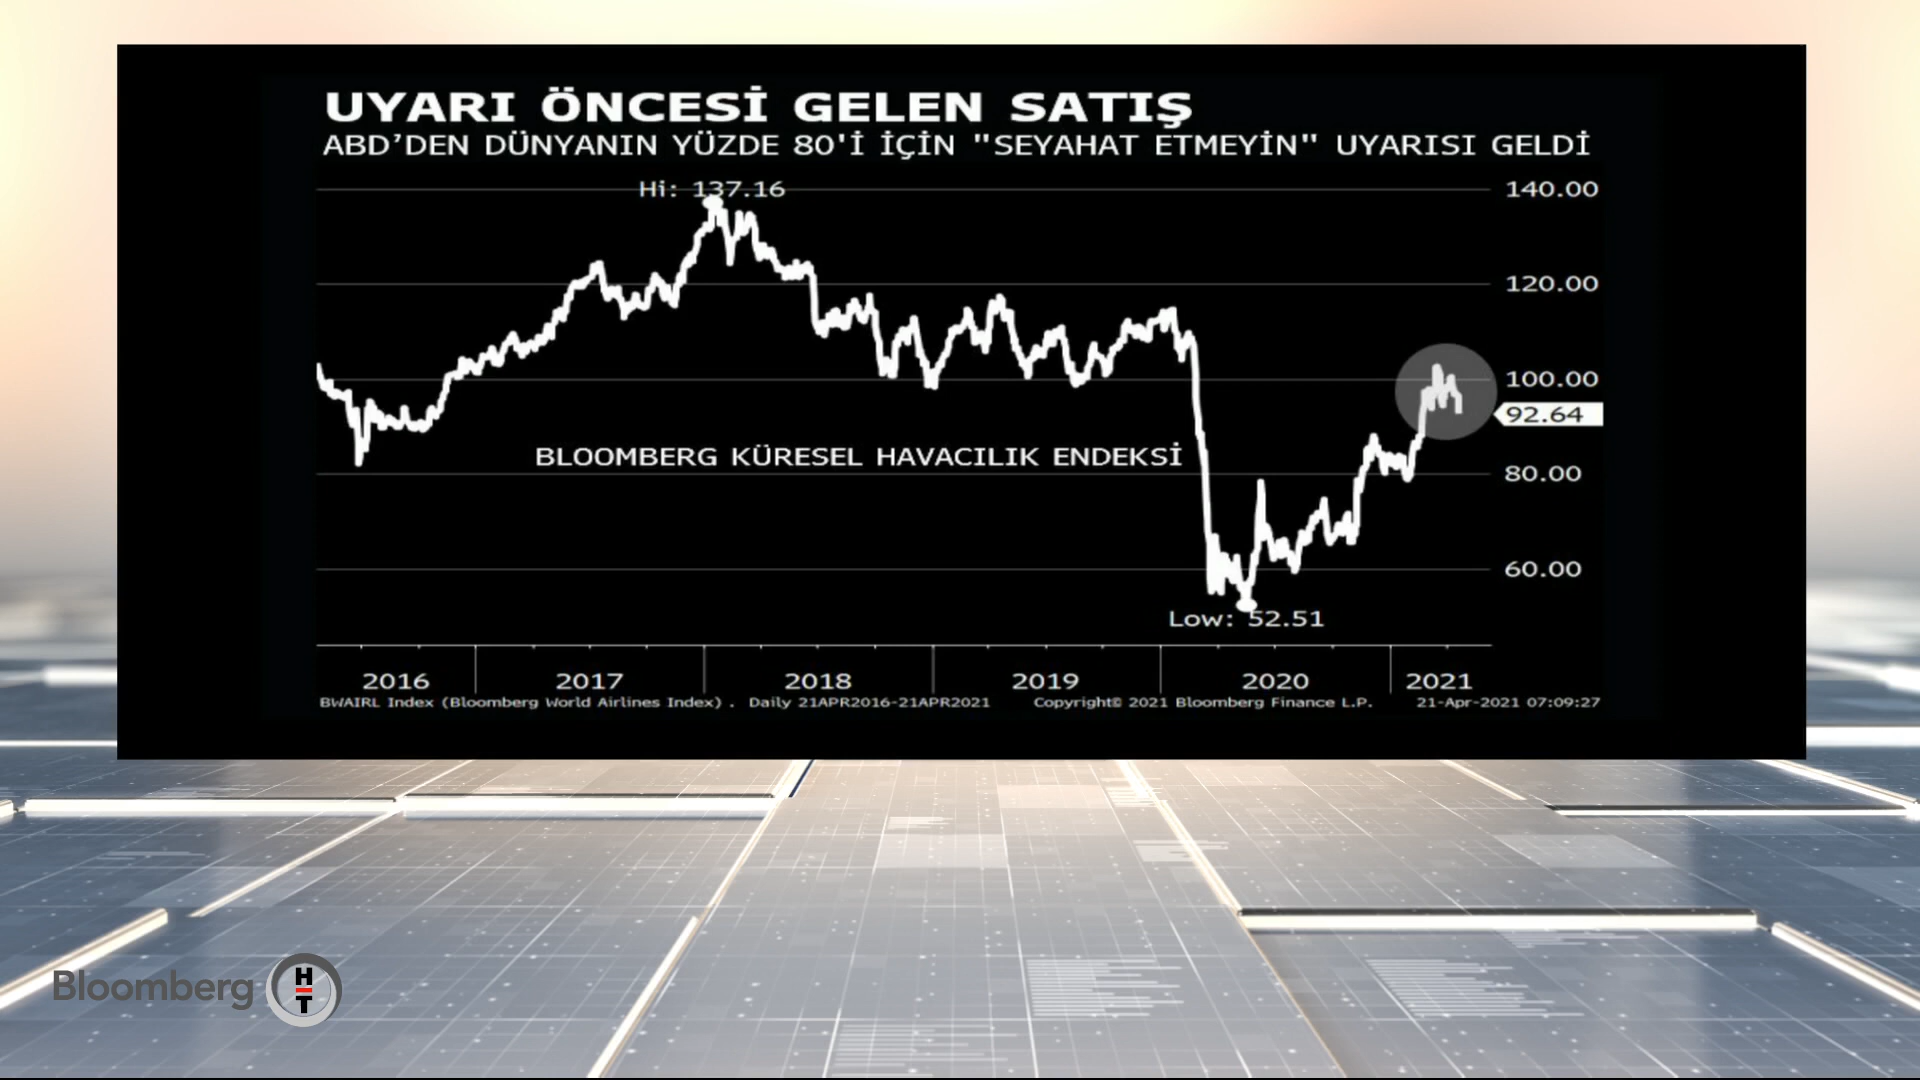 UYARI ÖNCESİ GELEN SATIŞ
ABD’DEN DÜNYANIN YÜZDE 80'İ İÇİN "SEYAHAT ETMEYİN" UYARISI GELDİ
Hi: 137.16
140.00
120.00
100.00
92.64
BLOOMBERG KÜRESEL HAVACILIK ENDEKSİ
80.00
60.00
Low: 52.51
2016 2017 2018 2019 2020 2021
BWAIRL Index (Bloomberg World Airlines Index) . Daily 21APR2016-21APR2021 Copyright© 2021 Bloomberg Finance L.P. 21-Apr-2021 07:09:27
Bloomberg HT